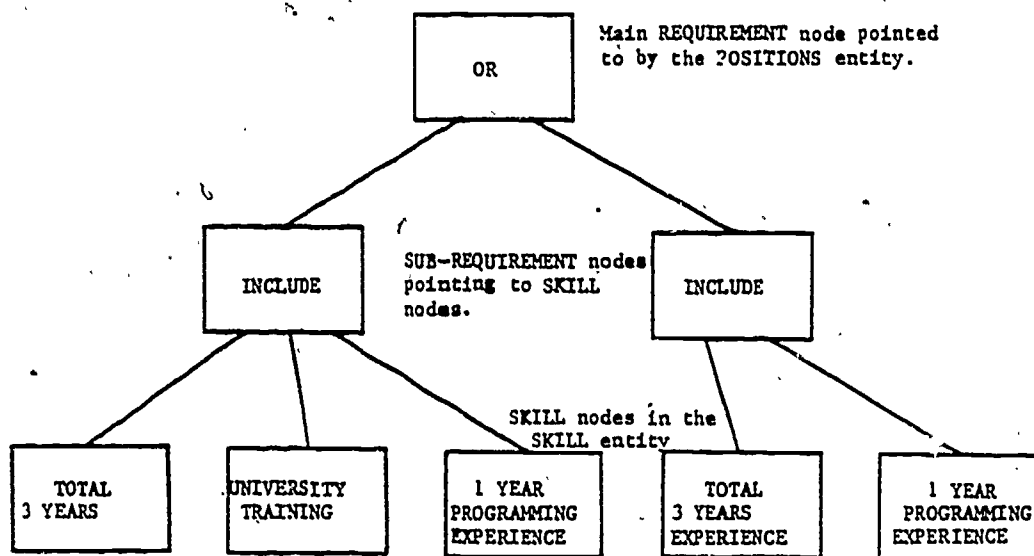 OR
Main REQUIREMENT node pointed
to by the POSITIONS entity.
INCLUDE
SUB-REQUIREMENT nodes
pointing to SKILL
nodes.
INCLUDE
SKILL nodes in the
SKILL entity
TOTAL
3 YEARS
UNIVERSITY
TRAINING
1 YEAR
PROGRAMMING
EXPERIENCE
TOTAL
3 YEARS
EXPERIENCE
1 YEAR
PROGRAMMING
EXPERIENCE